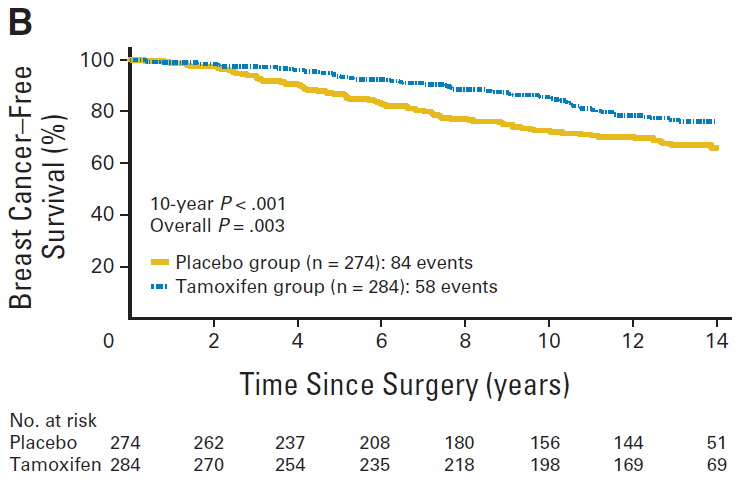 B
Breast Cancer–Free
Survival (%)
100
80
60
40
20
0
10-year P < .001
Overall P = .003
Placebo group (n = 274): 84 events
Tamoxifen group (n = 284): 58 events
2 4 6 8 10 12 14
Time Since Surgery (years)
No. at risk
Placebo 274 262 237 208 180 156 144 51
Tamoxifen 284 270 254 235 218 198 169 69